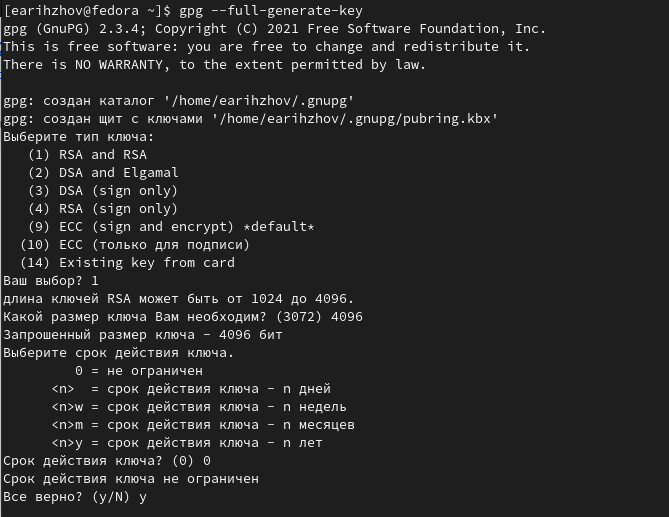 [earihzhov@fedora ~]$ gpg --full-generate-key
gpg (GnuPG) 2.3.4; Copyright (C) 2021 Free Software Foundation, Inc.
This is free software: you are free to change and redistribute it.
There is NO WARRANTY, to the extent permitted by law.

gpg: создан каталог '/home/earihzhov/.gnupg'
gpg: создан щит с ключами '/home/earihzhov/.gnupg/pubring.kbx'
Выберите тип ключа:
   (1) RSA and RSA
   (2) DSA and Elgamal
   (3) DSA (sign only)
   (4) RSA (sign only)
   (9) ECC (sign and encrypt) *default*
  (10) ECC (только для подписи)
  (14) Existing key from card
Ваш выбор? 1
длина ключей RSA может быть от 1024 до 4096.
Какой размер ключа Вам необходим? (3072) 4096
Запрошенный размер ключа - 4096 бит
Выберите срок действия ключа.
         0 = не ограничен
      <n>  = срок действия ключа - n дней
      <n>w = срок действия ключа - n недель
      <n>m = срок действия ключа - n месяцев
      <n>y = срок действия ключа - n лет
Срок действия ключа? (0) 0
Срок действия ключа не ограничен
Все верно? (y/N) y